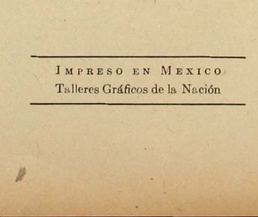 IMPRESO EN MEXICO
Talleres Gráficos de la Nación